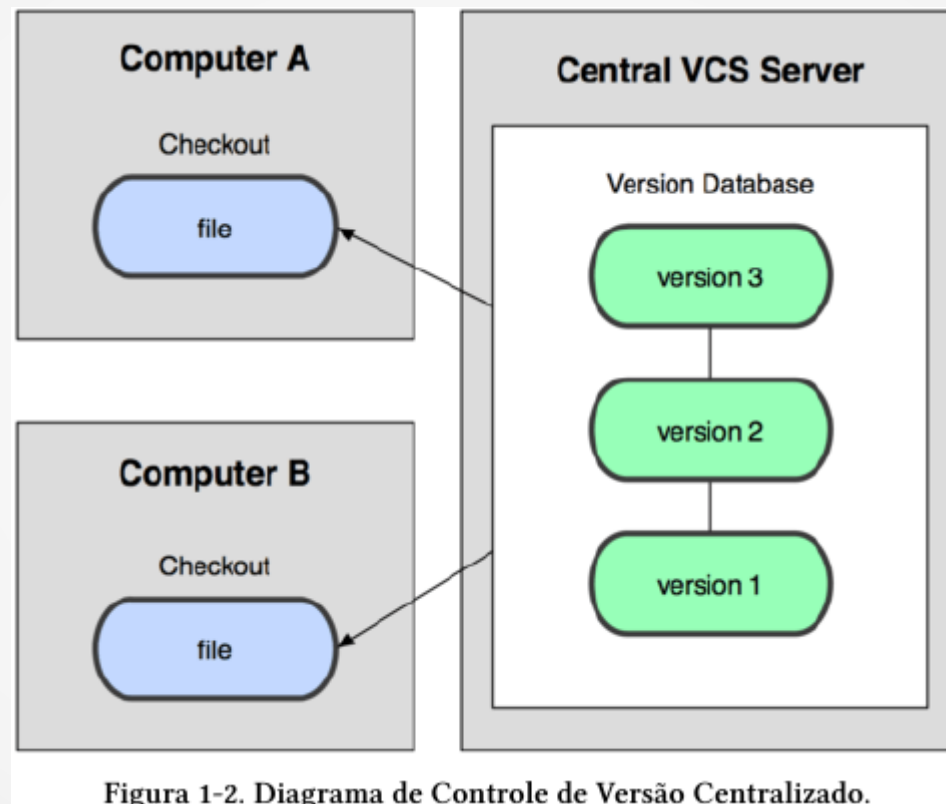 Computer A
Checkout
file
Computer B
Checkout
file
Central VCS Server
Version Database
version 3
version 2
version 1
Figura 1-2. Diagrama de Controle de Versão Centralizado.